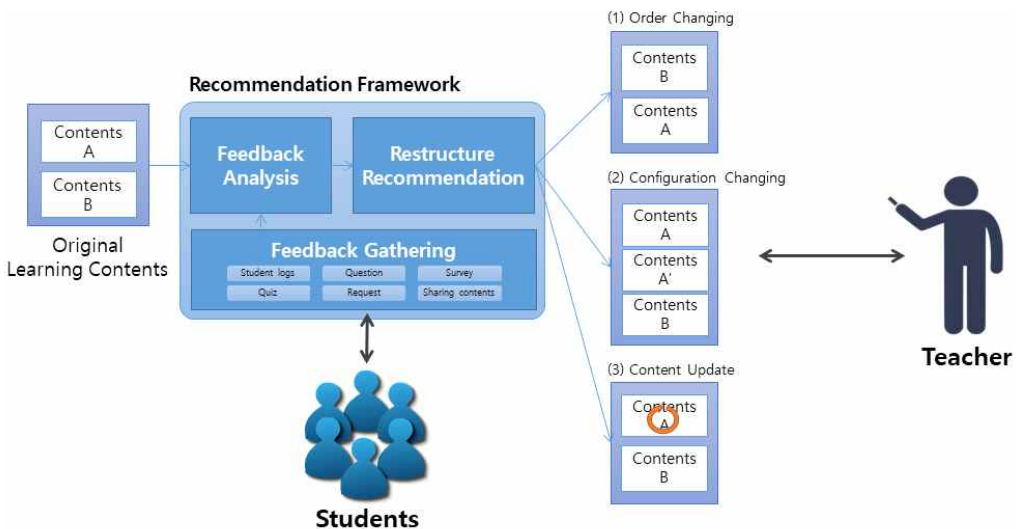 (1) Order Changing
Contents
B
Contents
A
Recommendation Framework
Contents
A
Contents
B
Original
Learning Contents
Feedback
Analysis
Restructure
Recommendation
Feedback Gathering
Student logs
Question
Survey
Quiz
Request
Sharing contents
(2) Configuration Changing
Contents
A
Contents
A'
Contents
B
Teacher
(3) Content Update
Contents
A
Contents
B
Students